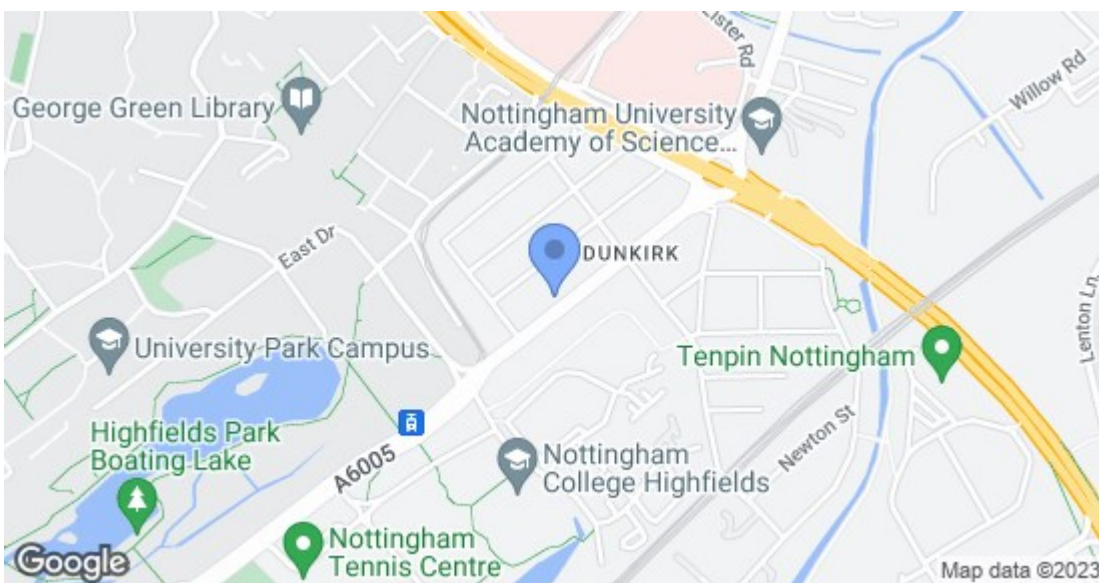 Lister Rd
Willow Rd
George Green Library
Nottingham University
Academy of Science...
East Dr
DUNKIRK
Lenton Ln
University Park Campus
Tenpin Nottingham
Highfields Park
Boating Lake
A6005
Newton St
Nottingham
College Highfields
Nottingham
Tennis Centre
Google
Map data ©2023